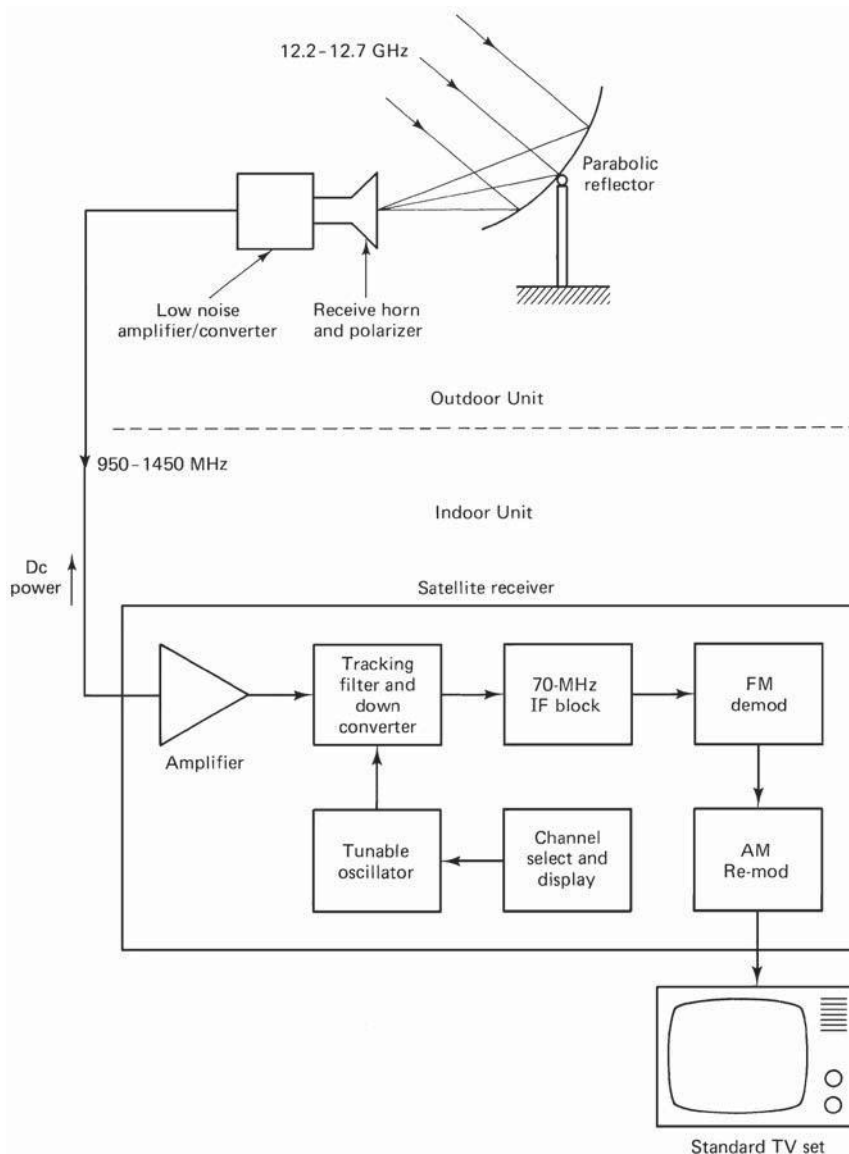 12.2-12.7 GHz
Parabolic
reflector
Low noise
amplifier/converter
Receive horn
and polarizer
Outdoor Unit
950-1450 MHz
Indoor Unit
Dc
power
Satellite receiver
Amplifier
Tracking
filter and
down
converter
70-MHz
IF block
FM
demod
Tunable
oscillator
Channel
select and
display
AM
Re-mod
Standard TV set